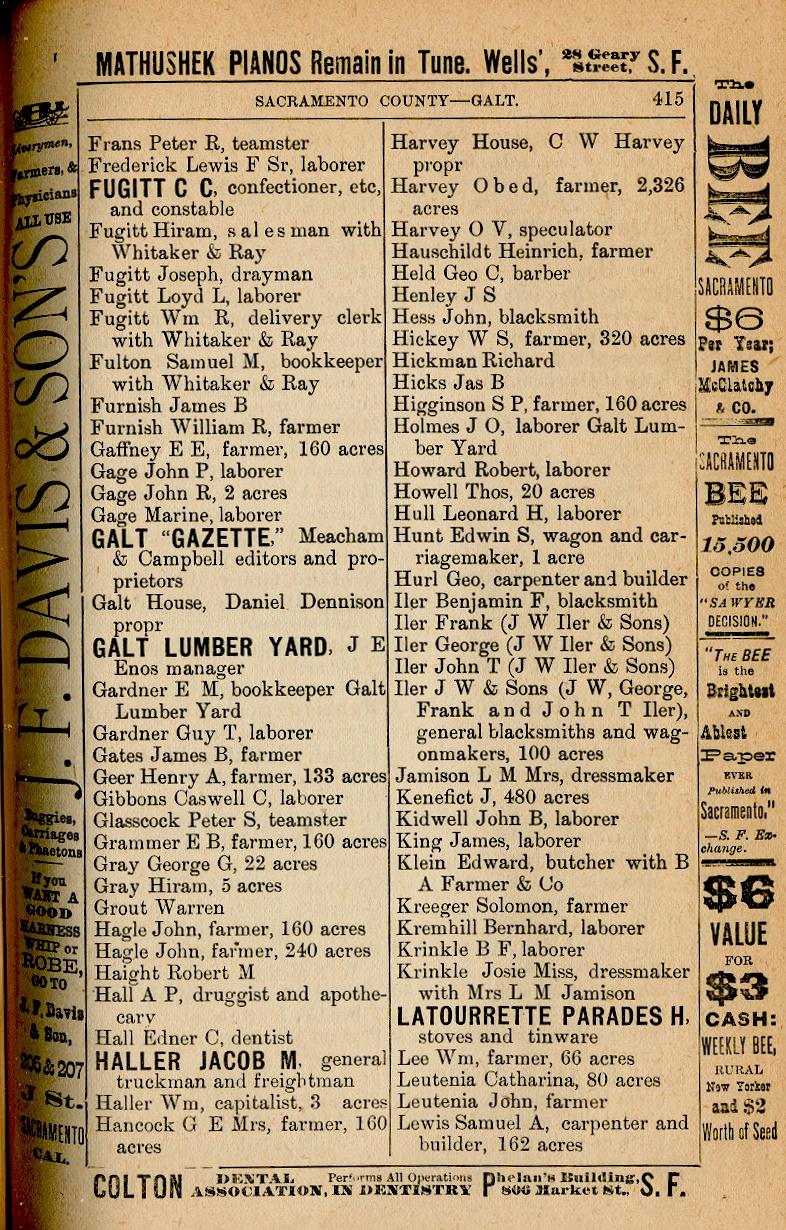 MATHUSHEK PIANOS Remain in Tune. Wells', 28 Geary Street, S. F.
SACRAMENTO COUNTY—GALT. 415
Frans Peter R, teamster
Frederick Lewis F Sr, laborer
FUGITT C C, confectioner, etc,
and constable
Fugitt Hiram, salesman with
Whitaker & Ray
Fugitt Joseph, drayman
Fugitt Loyd L, laborer
Fugitt Wm R, delivery clerk
with Whitaker & Ray
Fulton Samuel M, bookkeeper
with Whitaker & Ray
Furnish James B
Furnish William R, farmer
Gaffney E E, farmer, 160 acres
Gage John P, laborer
Gage John R, 2 acres
Gage Marine, laborer
GALT "GAZETTE," Meacham
& Campbell editors and pro-
prietors
Galt House, Daniel Dennison
propr
GALT LUMBER YARD, J E
Enos manager
Gardner E M, bookkeeper Galt
Lumber Yard
Gardner Guy T, laborer
Gates James B, farmer
Geer Henry A, farmer, 133 acres
Gibbons Caswell C, laborer
Glasscock Peter S, teamster
Grammer E B, farmer, 160 acres
Gray George G, 22 acres
Gray Hiram, 5 acres
Grout Warren
Hagle John, farmer, 160 acres
Hagle John, farmer, 240 acres
Haight Robert M
Hall A P, druggist and apothe-
cary
Hall Edner C, dentist
HALLER JACOB M, general
truckman and freightman
Haller Wm, capitalist, 3 acres
Hancock G E Mrs, farmer, 160
acres
Harvey House, C W Harvey
propr
Harvey Obed, farmer, 2,326
acres
Harvey O V, speculator
Hauschildt Heinrich, farmer
Held Geo C, barber
Henley J S
Hess John, blacksmith
Hickey W S, farmer, 320 acres
Hickman Richard
Hicks Jas B
Higginson S P, farmer, 160 acres
Holmes J O, laborer Galt Lum-
ber Yard
Howard Robert, laborer
Howell Thos, 20 acres
Hull Leonard H, laborer
Hunt Edwin S, wagon and car-
riagemaker, 1 acre
Hurl Geo, carpenter and builder
Iler Benjamin F, blacksmith
Iler Frank (J W Iler & Sons)
Iler George (J W Iler & Sons)
Iler John T (J W Iler & Sons)
Iler J W & Sons (J W, George,
Frank and John T Iler),
general blacksmiths and wag-
onmakers, 100 acres
Jamison L M Mrs, dressmaker
Kenefict J, 480 acres
Kidwell John B, laborer
King James, laborer
Klein Edward, butcher with B
A Farmer & Co
Kreeger Solomon, farmer
Kremhill Bernhard, laborer
Krinkle B F, laborer
Krinkle Josie Miss, dressmaker
with Mrs L M Jamison
LATOURRETTE PARADES H,
stoves and tinware
Lee Wm, farmer, 66 acres
Leutenia Catharina, 80 acres
Leutenia John, farmer
Lewis Samuel A, carpenter and
builder, 162 acres
Liverymen,
Farmers, &
Physicians
ALL USE
J. F. DAVIS & SON'S
Buggies,
Carriages
& Phaetons
If you
WANT A
GOOD
HARNESS
WHIP or
ROBE,
GO TO
J. F. Davis
& Son,
205 & 207
J St.
SACRAMENTO
CAL.
The
DAILY
BEE
SACRAMENTO
$6
Per Year;
JAMES
McClatchy
& CO.
The
SACRAMENTO
BEE
Published
15,500
COPIES
of the
"SAWYER
DECISION."
"THE BEE
is the
Brightest
AND
Ablest
Paper
EVER
Published in
Sacramento."
—S. F. Ex-
change.
$6
VALUE
FOR
$3
CASH:
WEEKLY BEE,
RURAL
New Yorker
and $2
Worth of Seed
COLTON DENTAL ASSOCIATION, Performs All Operations IN DENTISTRY Phelan's Building, 806 Market St., S. F.